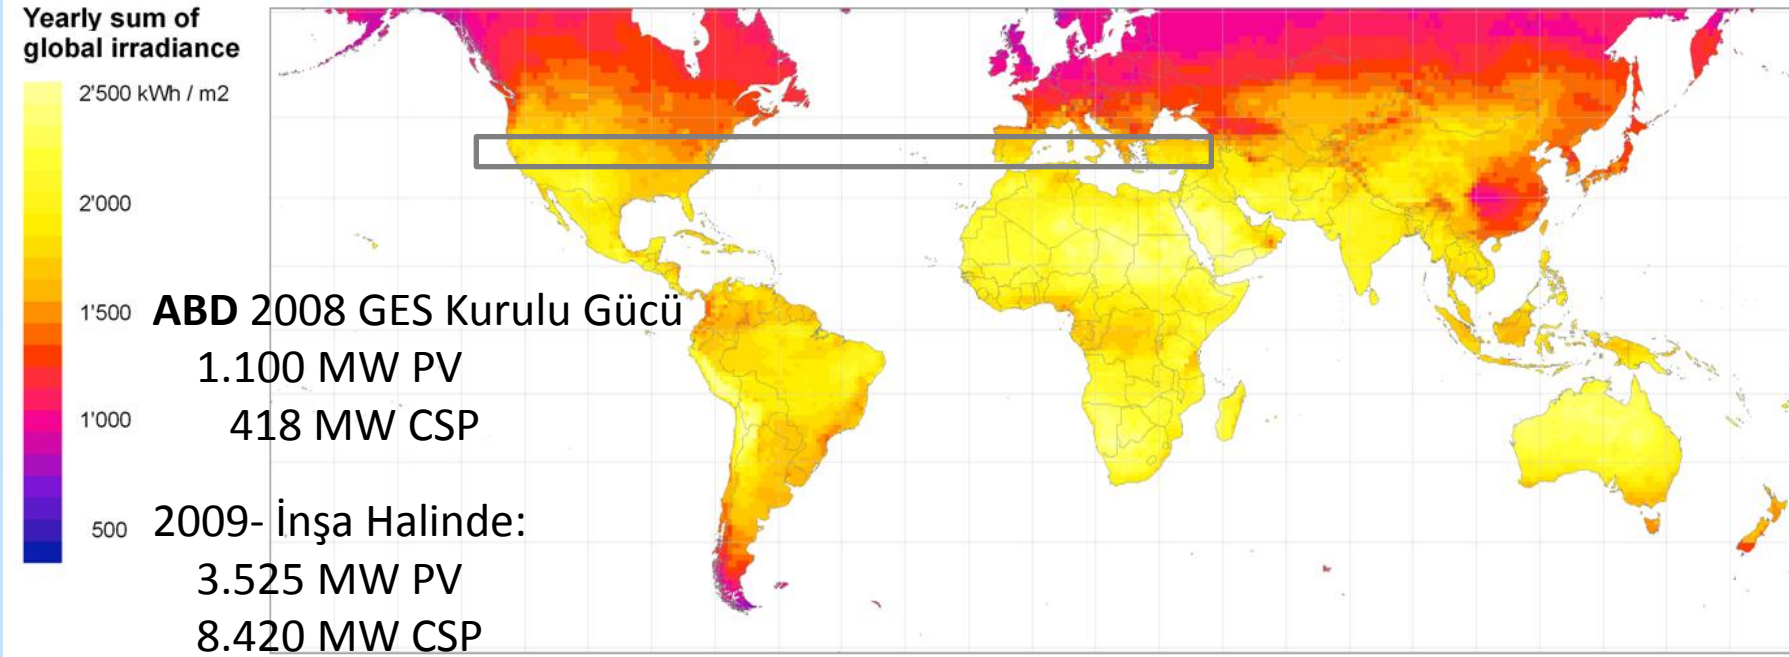 Yearly sum of
global irradiance
2'500 kWh / m2
2'000
1'500
1'000
500
ABD 2008 GES Kurulu Gücü
1.100 MW PV
418 MW CSP
2009- İnşa Halinde:
3.525 MW PV
8.420 MW CSP